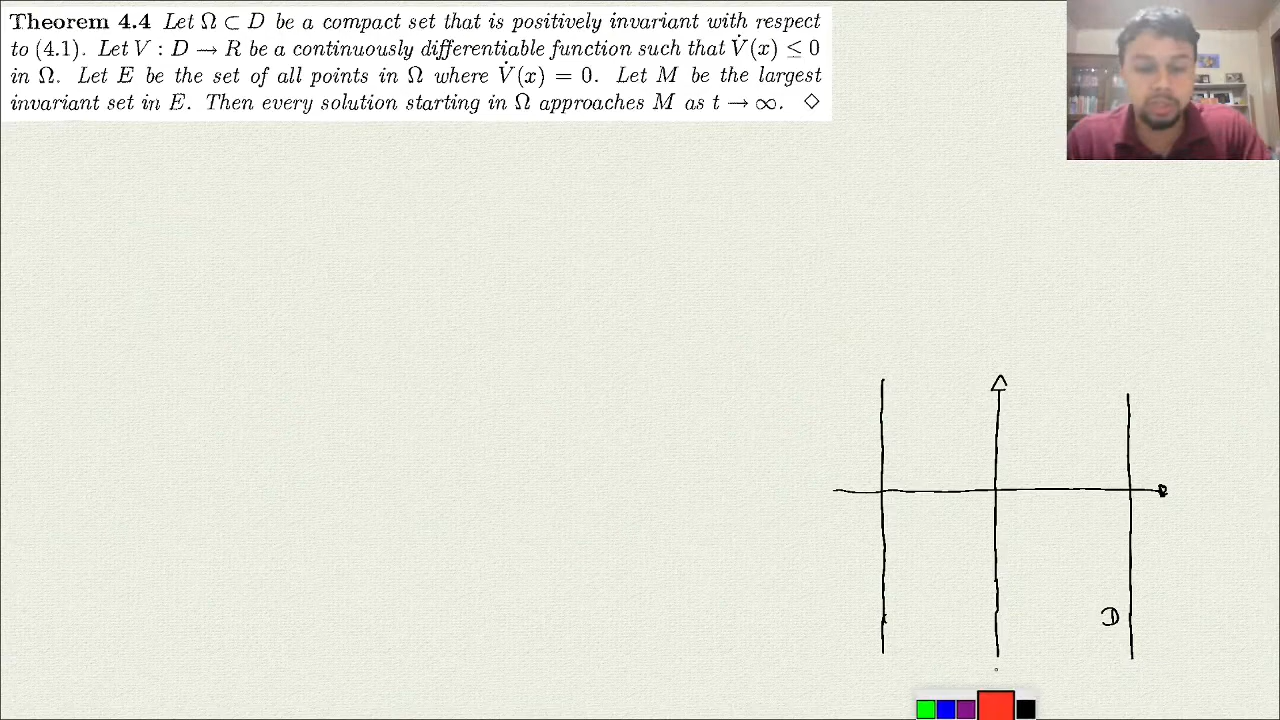 Theorem 4.4 Let Ω ⊂ D be a compact set that is positively invariant with respect
to (4.1). Let V : D → R be a continuously differentiable function such that V̇(x) ≤ 0
in Ω. Let E be the set of all points in Ω where V̇(x) = 0. Let M be the largest
invariant set in E. Then every solution starting in Ω approaches M as t → ∞. ◇
D